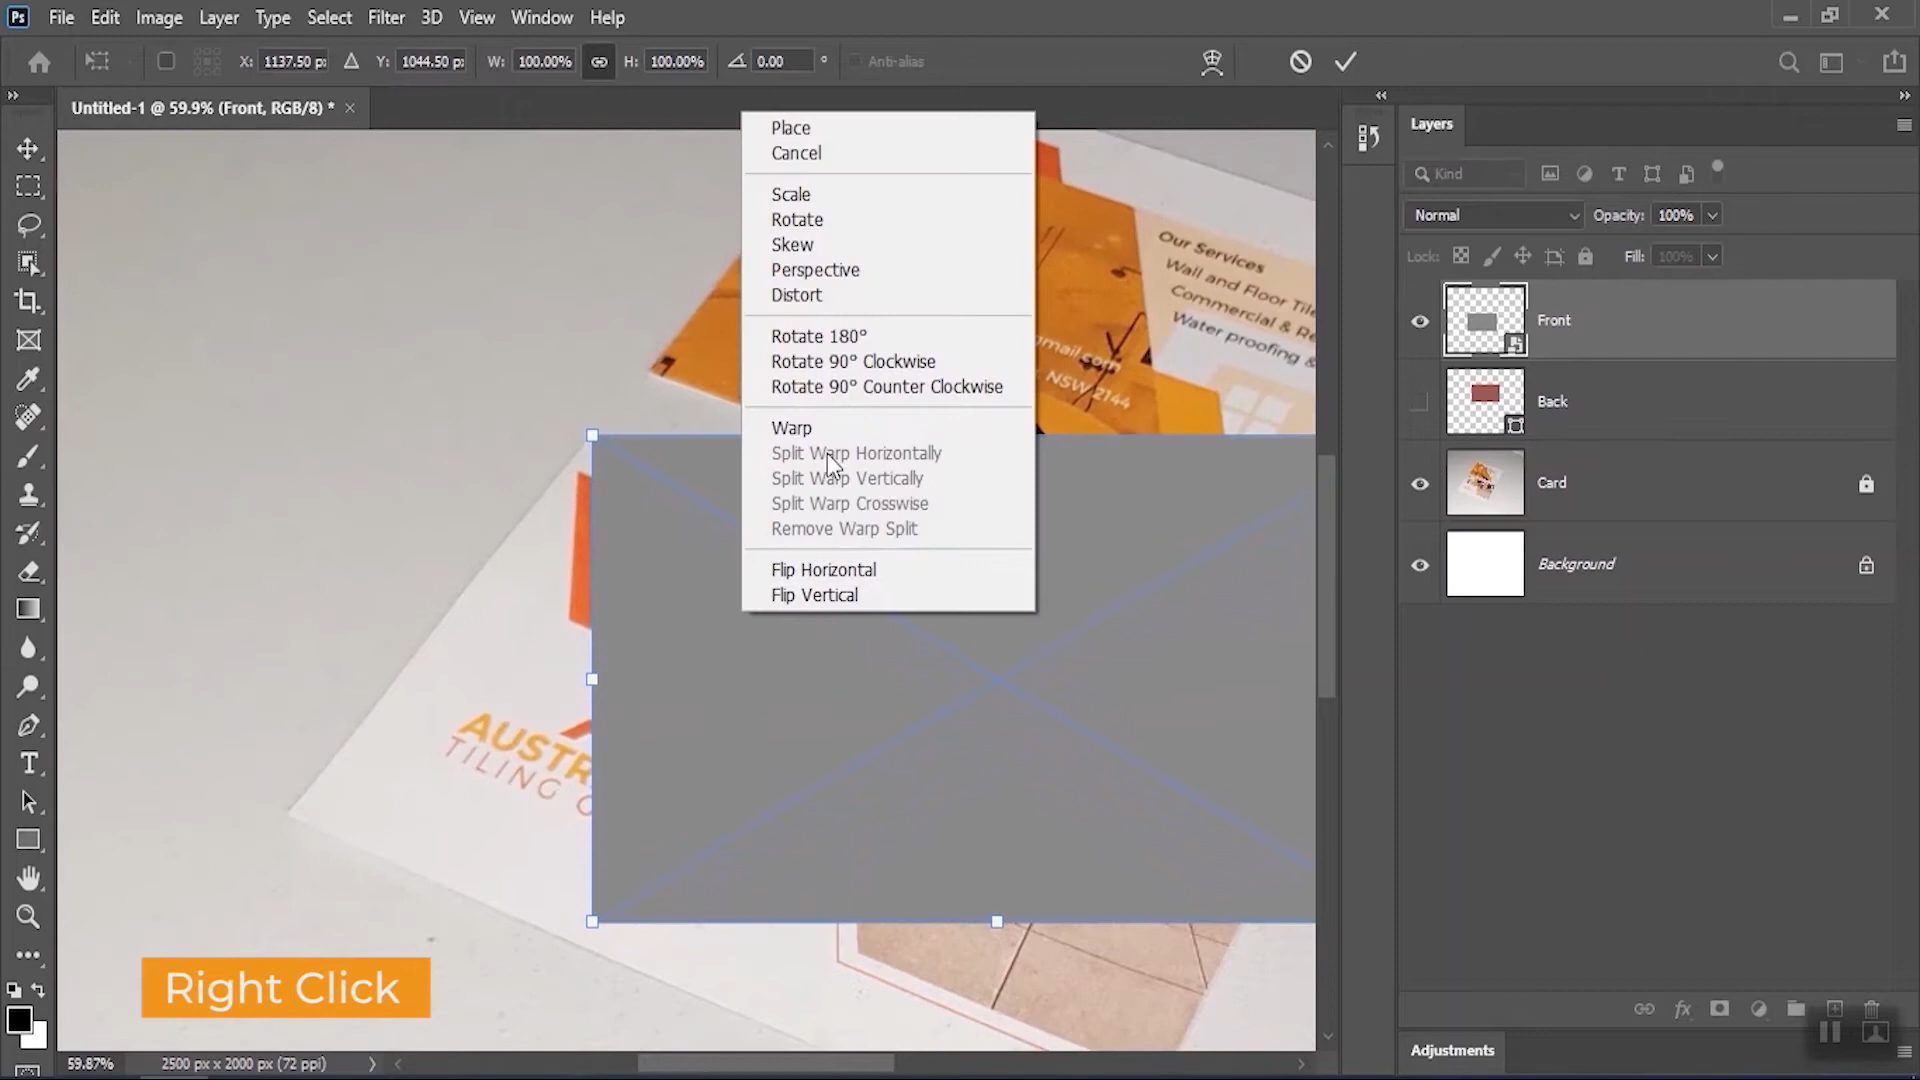 Ps File Edit Image Layer Type Select Filter 3D View Window Help
X: 1137.50 px Y: 1044.50 px W: 100.00% H: 100.00% 0.00 ° Anti-alias
Untitled-1 @ 59.9% (Front, RGB/8) *
Place
Cancel
Scale
Rotate
Skew
Perspective
Distort
Rotate 180°
Rotate 90° Clockwise
Rotate 90° Counter Clockwise
Warp
Split Warp Horizontally
Split Warp Vertically
Split Warp Crosswise
Remove Warp Split
Flip Horizontal
Flip Vertical
Our Services
Wall and Floor Tile
Commercial & Re
Water proofing &
gmail.com
NSW 2144
AUSTR
TILING
Right Click
59.87% 2500 px x 2000 px (72 ppi)
Layers
Kind
Normal Opacity: 100%
Lock: Fill: 100%
Front
Back
Card
Background
fx
Adjustments